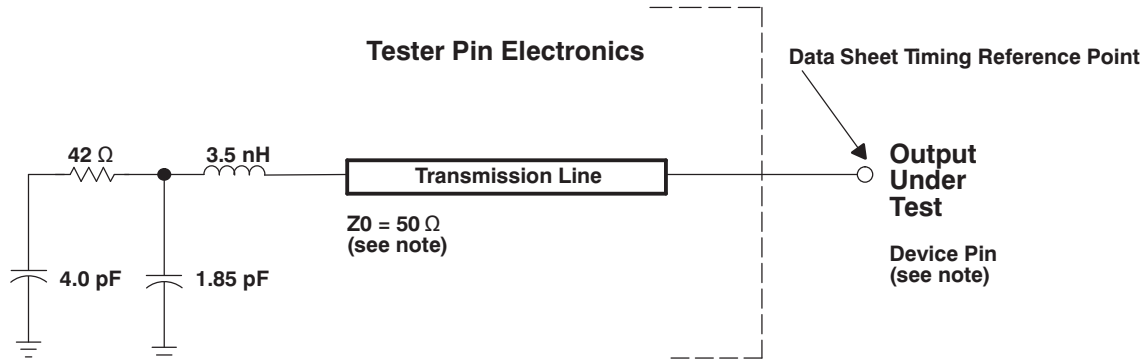 Tester Pin Electronics
Data Sheet Timing Reference Point
42 Ω
3.5 nH
Transmission Line
Output
Under
Test
Z0 = 50 Ω
(see note)
Device Pin
(see note)
4.0 pF
1.85 pF